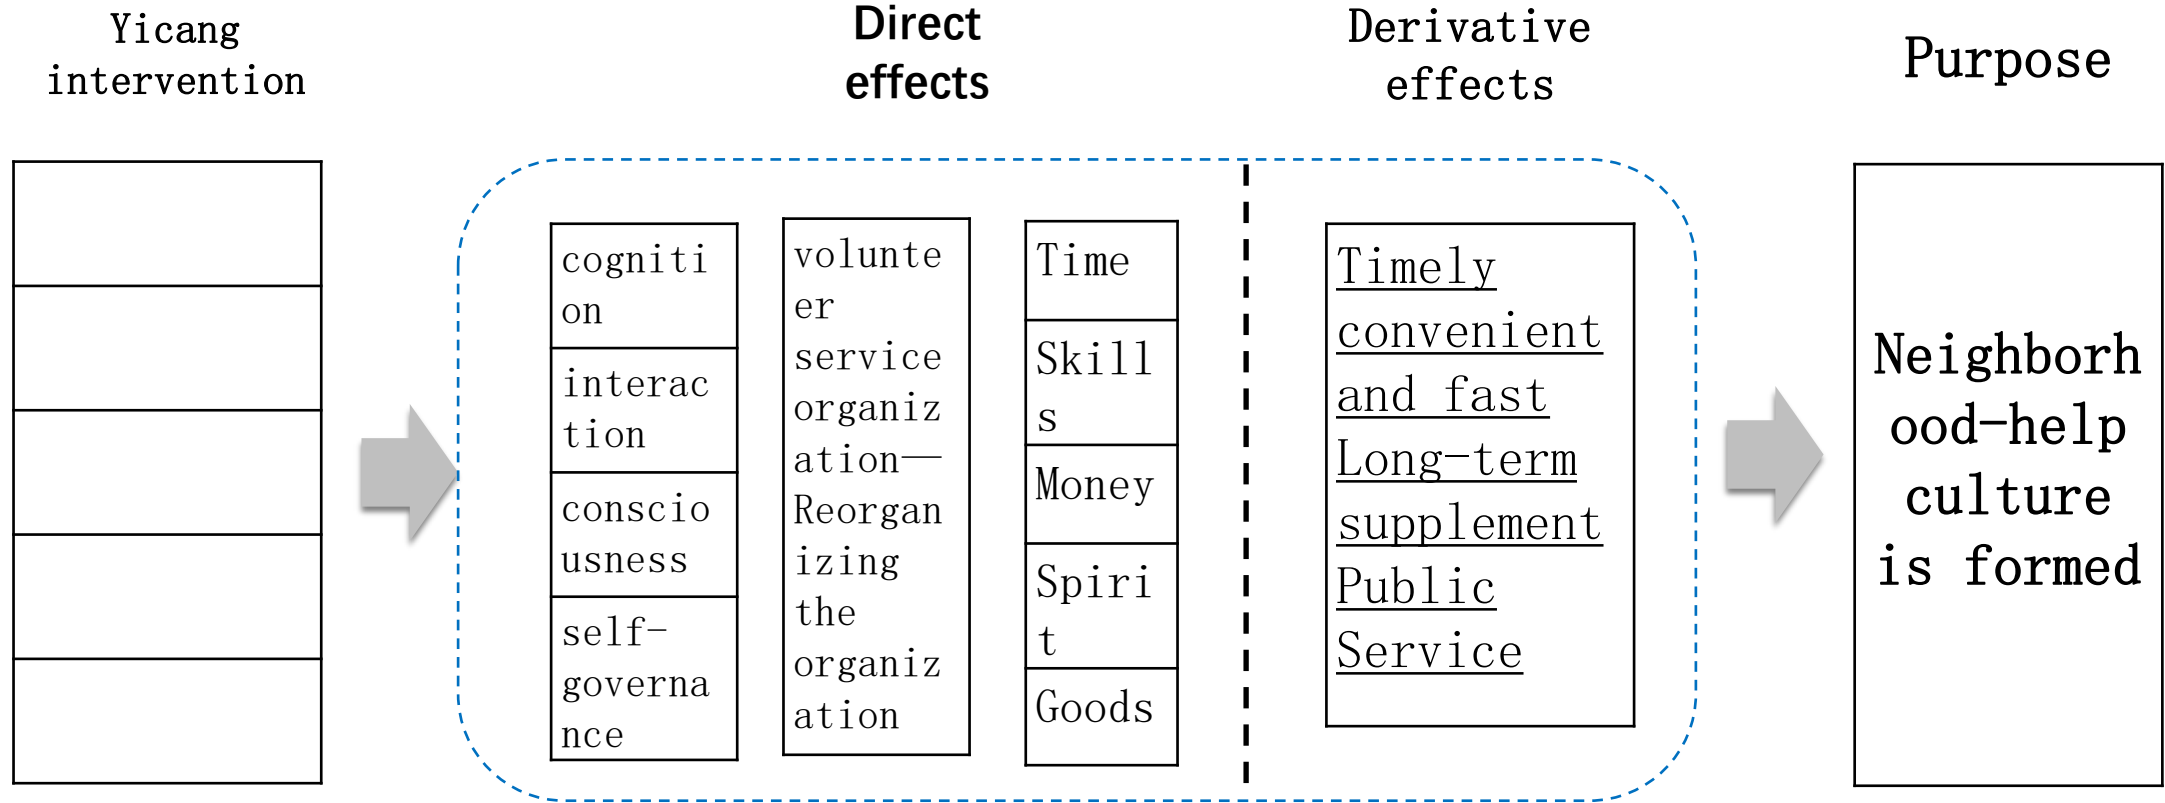 Yicang
intervention
Direct
effects
Derivative
effects
Purpose
cogniti
on
interac
tion
conscio
usness
self-
governa
nce
volunte
er
service
organiz
ation—
Reorgan
izing
the
organiz
ation
Time
Skill
s
Money
Spiri
t
Goods
Timely
convenient
and fast
Long-term
supplement
Public
Service
Neighborh
ood-help
culture
is formed